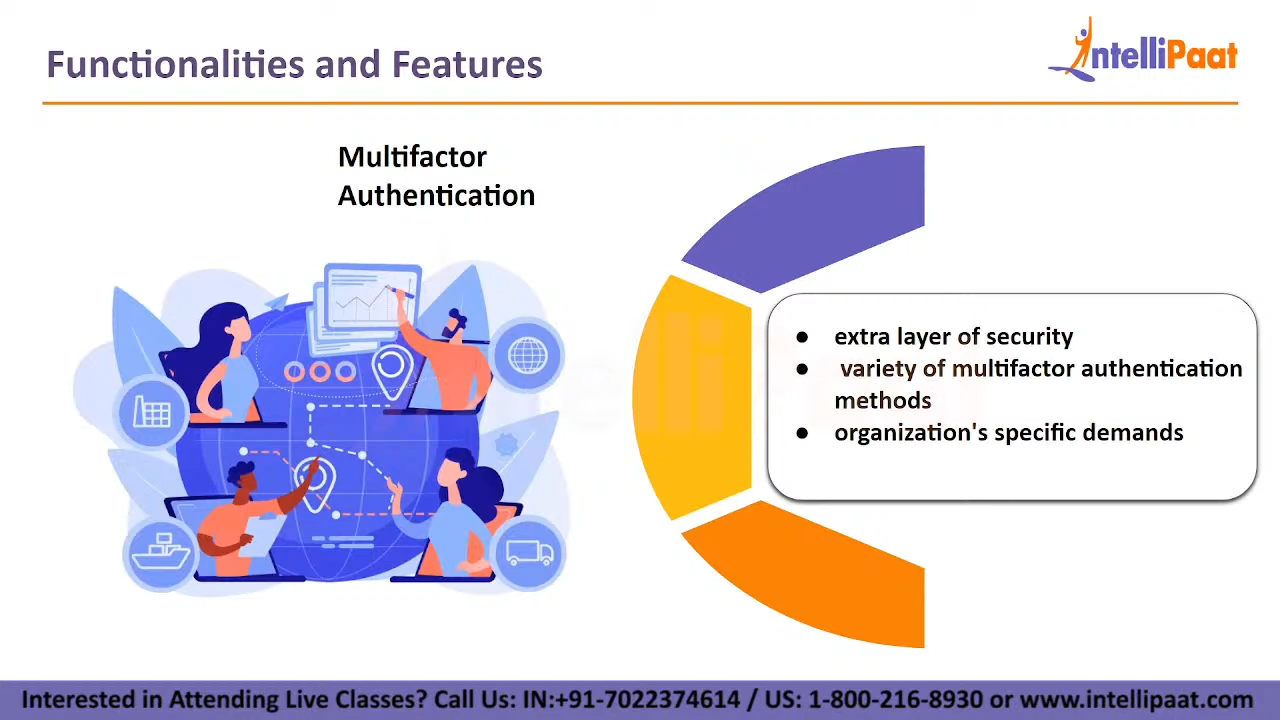 Functionalities and Features
IntelliPaat
Multifactor
Authentication
● extra layer of security
● variety of multifactor authentication
methods
● organization's specific demands
Interested in Attending Live Classes? Call Us: IN:+91-7022374614 / US: 1-800-216-8930 or www.intellipaat.com